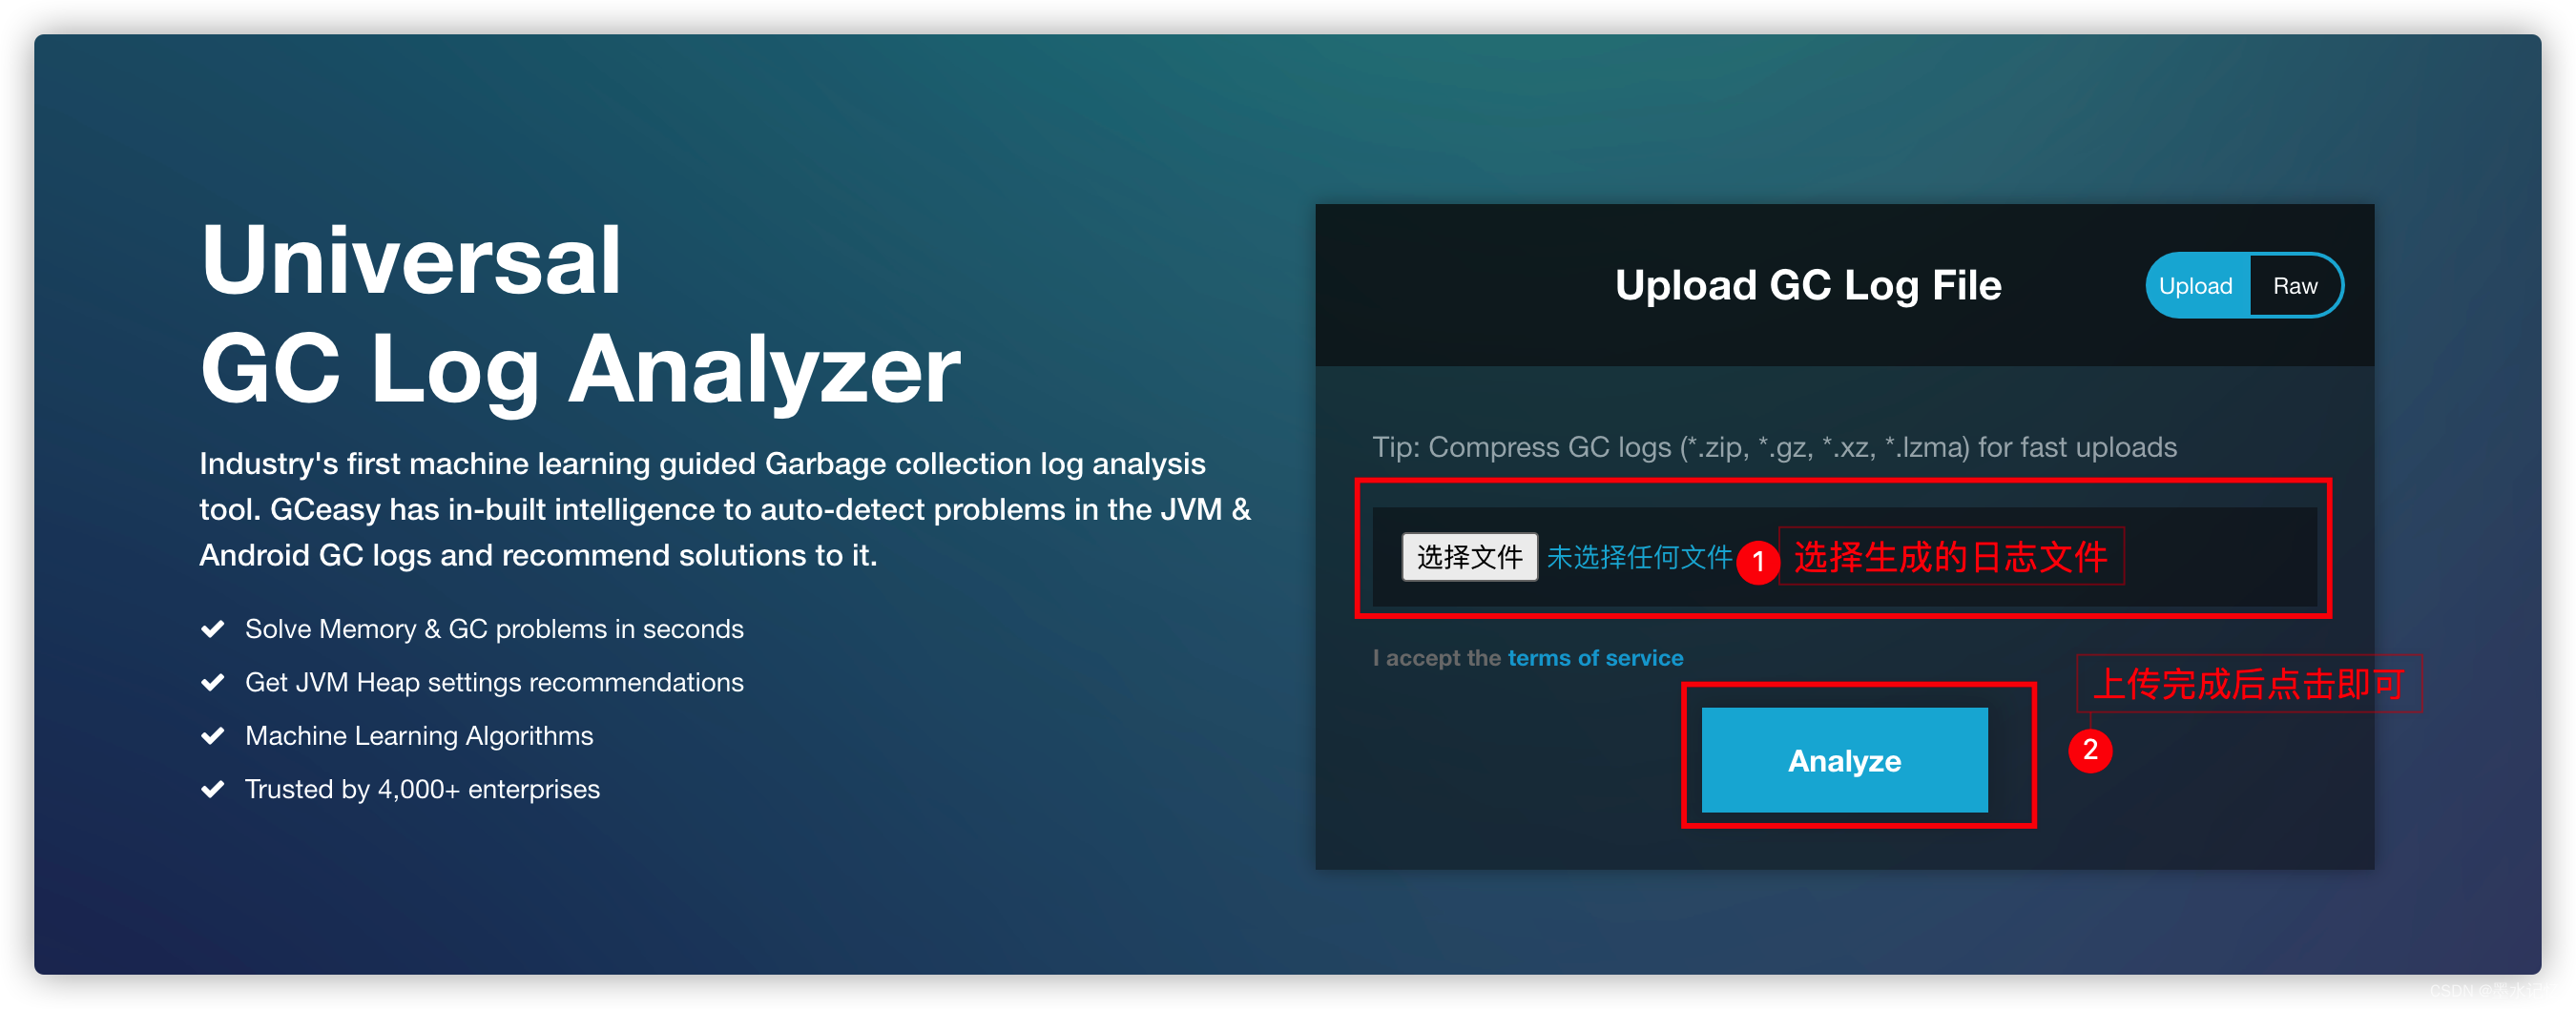 Universal
GC Log Analyzer
Industry's first machine learning guided Garbage collection log analysis
tool. GCeasy has in-built intelligence to auto-detect problems in the JVM &
Android GC logs and recommend solutions to it.
Solve Memory & GC problems in seconds
Get JVM Heap settings recommendations
Machine Learning Algorithms
Trusted by 4,000+ enterprises
Upload GC Log File
Upload Raw
Tip: Compress GC logs (*.zip, *.gz, *.xz, *.lzma) for fast uploads
选择文件 未选择任何文件 1 选择生成的日志文件
I accept the terms of service
上传完成后点击即可
2
Analyze
CSDN